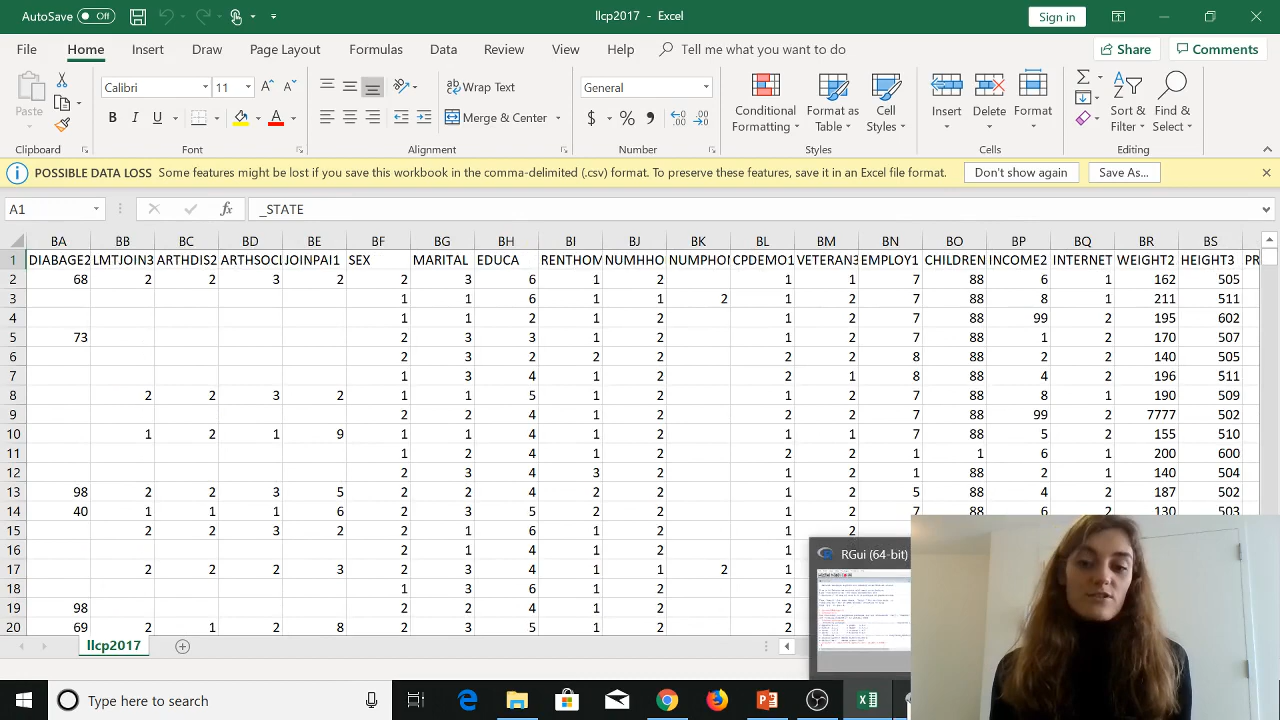 AutoSave Off llcp2017 - Excel Sign in
File Home Insert Draw Page Layout Formulas Data Review View Help Tell me what you want to do Share Comments
Paste Calibri 11 Wrap Text General Conditional Formatting Format as Table Cell Styles Insert Delete Format Sort & Filter Find & Select
B I U A Merge & Center $ % ,
Clipboard Font Alignment Number Styles Cells Editing
POSSIBLE DATA LOSS Some features might be lost if you save the workbook in the comma-delimited (.csv) format. To preserve these features, save it in an Excel file format. Don't show again Save As...
A1 fx _STATE
BA BB BC BD BE BF BG BH BI BJ BK BL BM BN BO BP BQ BR BS
1 DIABAGE2 LMTJOIN3 ARTHDIS2 ARTHSOCI JOINPAI1 SEX MARITAL EDUCA RENTHOM NUMHHO NUMPHON CPDEMO1 VETERAN3 EMPLOY1 CHILDREN INCOME2 INTERNET WEIGHT2 HEIGHT3 PR
2 68 2 2 3 2 2 3 6 1 2 1 1 7 88 6 1 162 505
3 1 1 6 1 2 2 1 2 7 88 8 1 211 511
4 1 1 2 1 2 1 2 7 88 99 2 195 602
5 73 2 3 3 1 2 1 2 7 88 1 2 170 507
6 2 3 2 2 2 2 2 8 88 2 2 140 505
7 1 3 4 1 2 2 1 8 88 4 2 196 511
8 2 2 3 2 1 1 5 1 2 1 1 7 88 8 1 190 509
9 2 2 4 1 2 2 2 7 88 99 2 7777 502
10 1 2 1 9 1 1 4 1 2 1 1 7 88 5 2 155 510
11 1 2 4 1 2 1 2 1 1 6 1 200 600
12 2 3 4 3 2 1 2 1 88 2 1 140 504
13 98 2 2 3 5 2 2 4 2 2 1 2 5 88 4 2 187 502
14 40 1 1 1 6 2 3 5 2 2 1 2 7 88 6 2 130 503
15 2 2 3 2 2 1 6 1 2 1 2
16 2 1 4 1 2 1
17 2 2 2 3 2 3 4 1 1 2 1
18 1 3 6 1 2 2
19 98 2 2 4 1 2 2
20 69 2 1 2 8 2 3 5 1 2 2
RGui (64-bit)
llcp2017
Type here to search